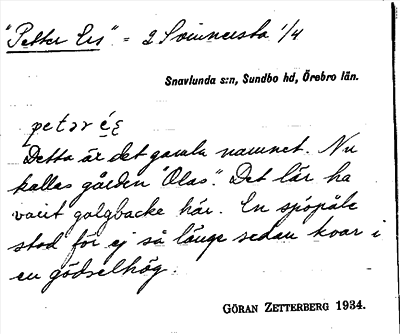 "Petter Ers" = 2 Svinnersta 1/4
Snavlunda s:n, Sundbo hd, Örebro län.
petər é̜ʂ
Detta är det gamla namnet. Nu
kallas gården "Olas". Det lär ha
varit galgbacke här. En spöpåle
stod för ej så länge sedan kvar i
en gödselhög.
GÖRAN ZETTERBERG 1934.